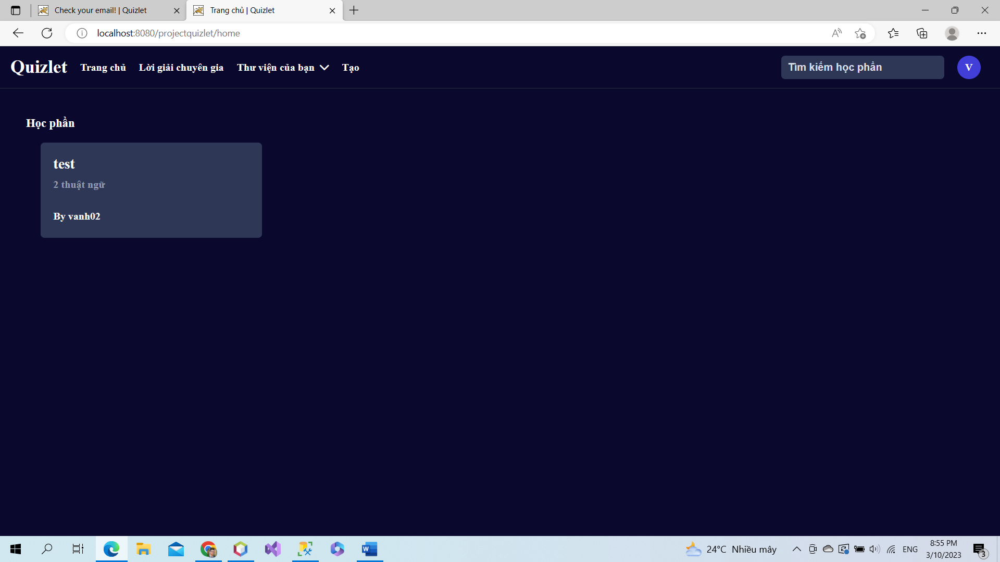 Check your email! | Quizlet
Trang chủ | Quizlet
localhost:8080/projectquizlet/home
Quizlet
Trang chủ
Lời giải chuyên gia
Thư viện của bạn
Tạo
Tìm kiếm học phần
V
Học phần
test
2 thuật ngữ
By vanh02
24°C Nhiều mây
ENG
8:55 PM
3/10/2023
3